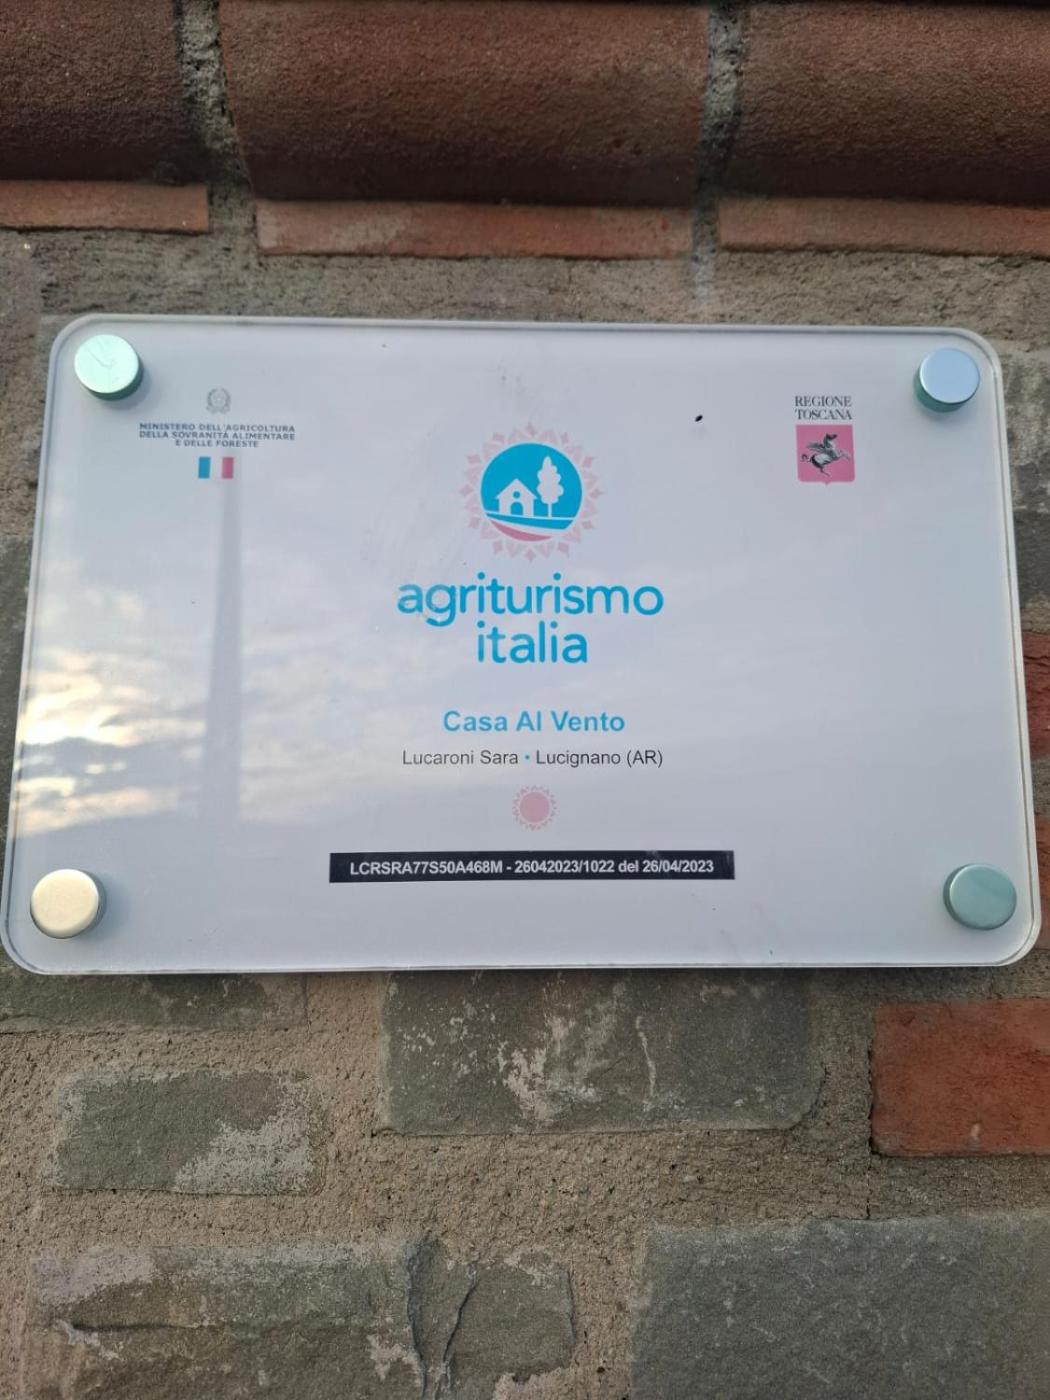 MINISTERO DELL'AGRICOLTURA
DELLA SOVRANITÀ ALIMENTARE
E DELLE FORESTE
REGIONE
TOSCANA
agriturismo
italia
Casa Al Vento
Lucaroni Sara • Lucignano (AR)
LCRSRA77S50A468M - 26042023/1022 del 26/04/2023